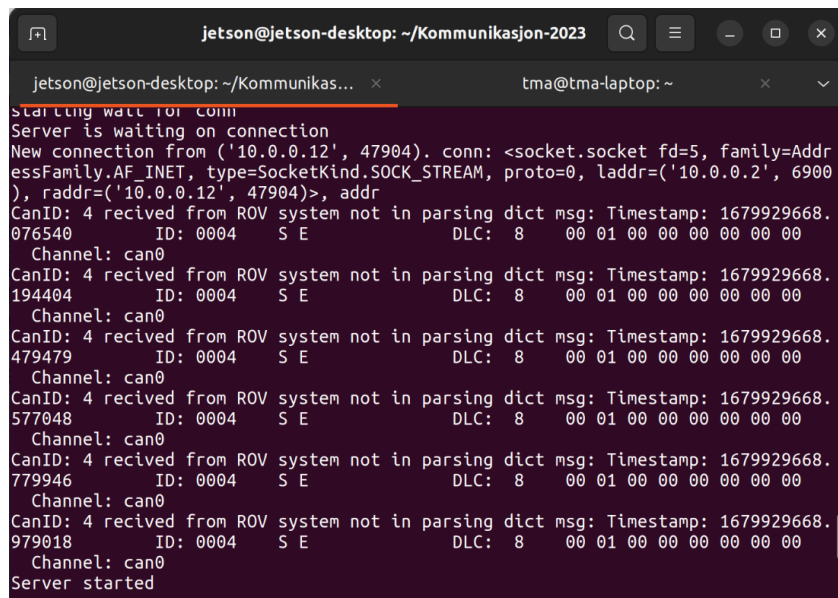 jetson@jetson-desktop: ~/Kommunikasjon-2023
jetson@jetson-desktop: ~/Kommunikas...
tma@tma-laptop: ~
starting wait for conn
Server is waiting on connection
New connection from ('10.0.0.12', 47904). conn: <socket.socket fd=5, family=Addr
essFamily.AF_INET, type=SocketKind.SOCK_STREAM, proto=0, laddr=('10.0.0.2', 6900
), raddr=('10.0.0.12', 47904)>, addr
CanID: 4 recived from ROV system not in parsing dict msg: Timestamp: 1679929668.
076540 ID: 0004 S E DLC: 8 00 01 00 00 00 00 00 00
Channel: can0
CanID: 4 recived from ROV system not in parsing dict msg: Timestamp: 1679929668.
194404 ID: 0004 S E DLC: 8 00 01 00 00 00 00 00 00
Channel: can0
CanID: 4 recived from ROV system not in parsing dict msg: Timestamp: 1679929668.
479479 ID: 0004 S E DLC: 8 00 01 00 00 00 00 00 00
Channel: can0
CanID: 4 recived from ROV system not in parsing dict msg: Timestamp: 1679929668.
577048 ID: 0004 S E DLC: 8 00 01 00 00 00 00 00 00
Channel: can0
CanID: 4 recived from ROV system not in parsing dict msg: Timestamp: 1679929668.
779946 ID: 0004 S E DLC: 8 00 01 00 00 00 00 00 00
Channel: can0
CanID: 4 recived from ROV system not in parsing dict msg: Timestamp: 1679929668.
979018 ID: 0004 S E DLC: 8 00 01 00 00 00 00 00 00
Channel: can0
Server started